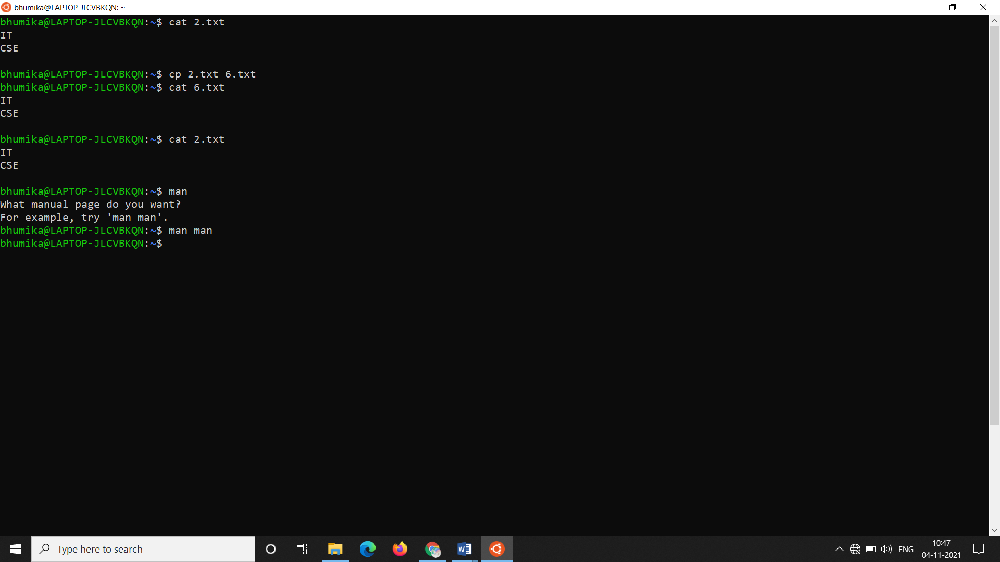 bhumika@LAPTOP-JLCVBKQN: ~
bhumika@LAPTOP-JLCVBKQN:~$ cat 2.txt
IT
CSE
bhumika@LAPTOP-JLCVBKQN:~$ cp 2.txt 6.txt
bhumika@LAPTOP-JLCVBKQN:~$ cat 6.txt
IT
CSE
bhumika@LAPTOP-JLCVBKQN:~$ cat 2.txt
IT
CSE
bhumika@LAPTOP-JLCVBKQN:~$ man
What manual page do you want?
For example, try 'man man'.
bhumika@LAPTOP-JLCVBKQN:~$ man man
bhumika@LAPTOP-JLCVBKQN:~$
Type here to search
W
ENG
10:47
04-11-2021